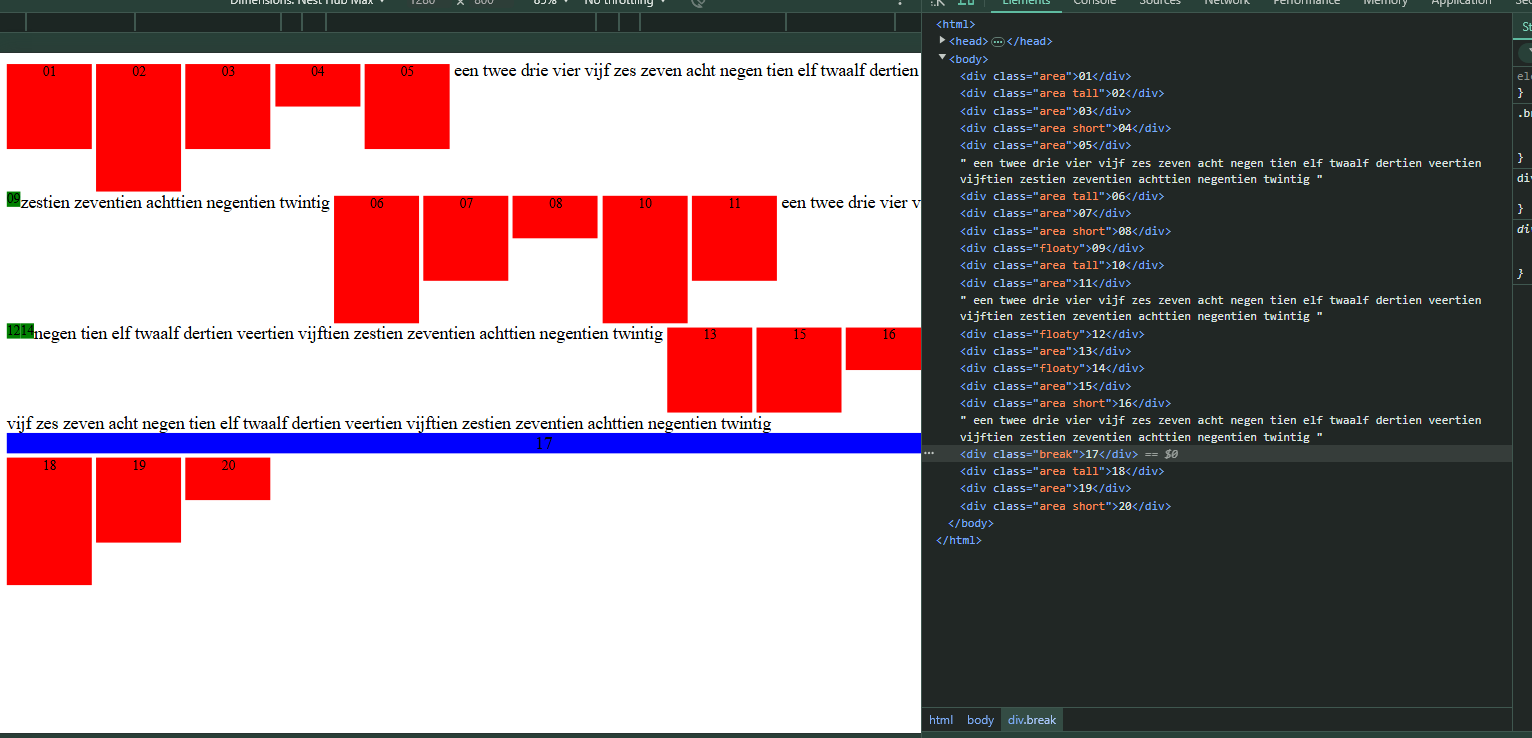 Dimensions: Nest Hub Max 1280 x 800 85% No throttling
Elements Console Sources Network Performance Memory Application
01 02 03 04 05 een twee drie vier vijf zes zeven acht negen tien elf twaalf dertien
09 zestien zeventien achttien negentien twintig 06 07 08 10 11 een twee drie vier v
1214 negen tien elf twaalf dertien veertien vijftien zestien zeventien achttien negentien twintig 13 15 16
vijf zes zeven acht negen tien elf twaalf dertien veertien vijftien zestien zeventien achttien negentien twintig
17
18 19 20
<html>
<head>⋯</head>
<body>
<div class="area">01</div>
<div class="area tall">02</div>
<div class="area">03</div>
<div class="area short">04</div>
<div class="area">05</div>
" een twee drie vier vijf zes zeven acht negen tien elf twaalf dertien veertien
vijftien zestien zeventien achttien negentien twintig "
<div class="area tall">06</div>
<div class="area">07</div>
<div class="area short">08</div>
<div class="floaty">09</div>
<div class="area tall">10</div>
<div class="area">11</div>
" een twee drie vier vijf zes zeven acht negen tien elf twaalf dertien veertien
vijftien zestien zeventien achttien negentien twintig "
<div class="floaty">12</div>
<div class="area">13</div>
<div class="floaty">14</div>
<div class="area">15</div>
<div class="area short">16</div>
" een twee drie vier vijf zes zeven acht negen tien elf twaalf dertien veertien
vijftien zestien zeventien achttien negentien twintig "
<div class="break">17</div> == $0
<div class="area tall">18</div>
<div class="area">19</div>
<div class="area short">20</div>
</body>
</html>
html body div.break
St
ele
}
.br
}
div
}
div
}